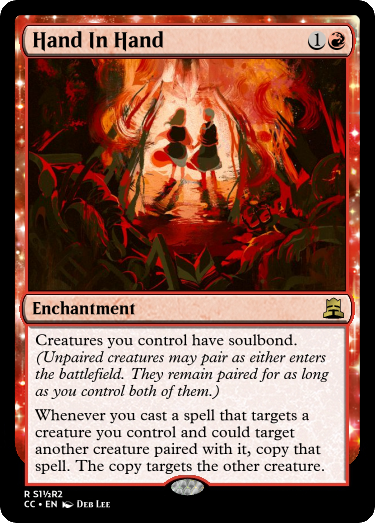 Hand In Hand
1
Enchantment
Creatures you control have soulbond.
(Unpaired creatures may pair as either enters
the battlefield. They remain paired for as long
as you control both of them.)
Whenever you cast a spell that targets a
creature you control and could target
another creature paired with it, copy that
spell. The copy targets the other creature.
R S1½R2
CC • EN Deb Lee